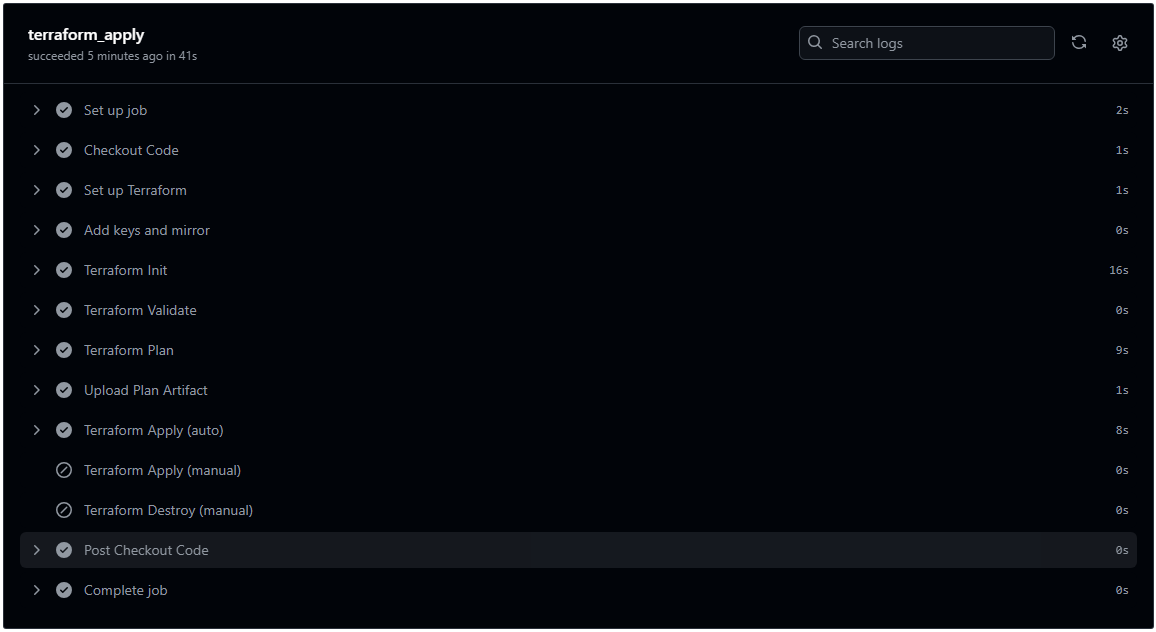 terraform_apply
succeeded 5 minutes ago in 41s
Search logs
Set up job 2s
Checkout Code 1s
Set up Terraform 1s
Add keys and mirror 0s
Terraform Init 16s
Terraform Validate 0s
Terraform Plan 9s
Upload Plan Artifact 1s
Terraform Apply (auto) 8s
Terraform Apply (manual) 0s
Terraform Destroy (manual) 0s
Post Checkout Code 0s
Complete job 0s